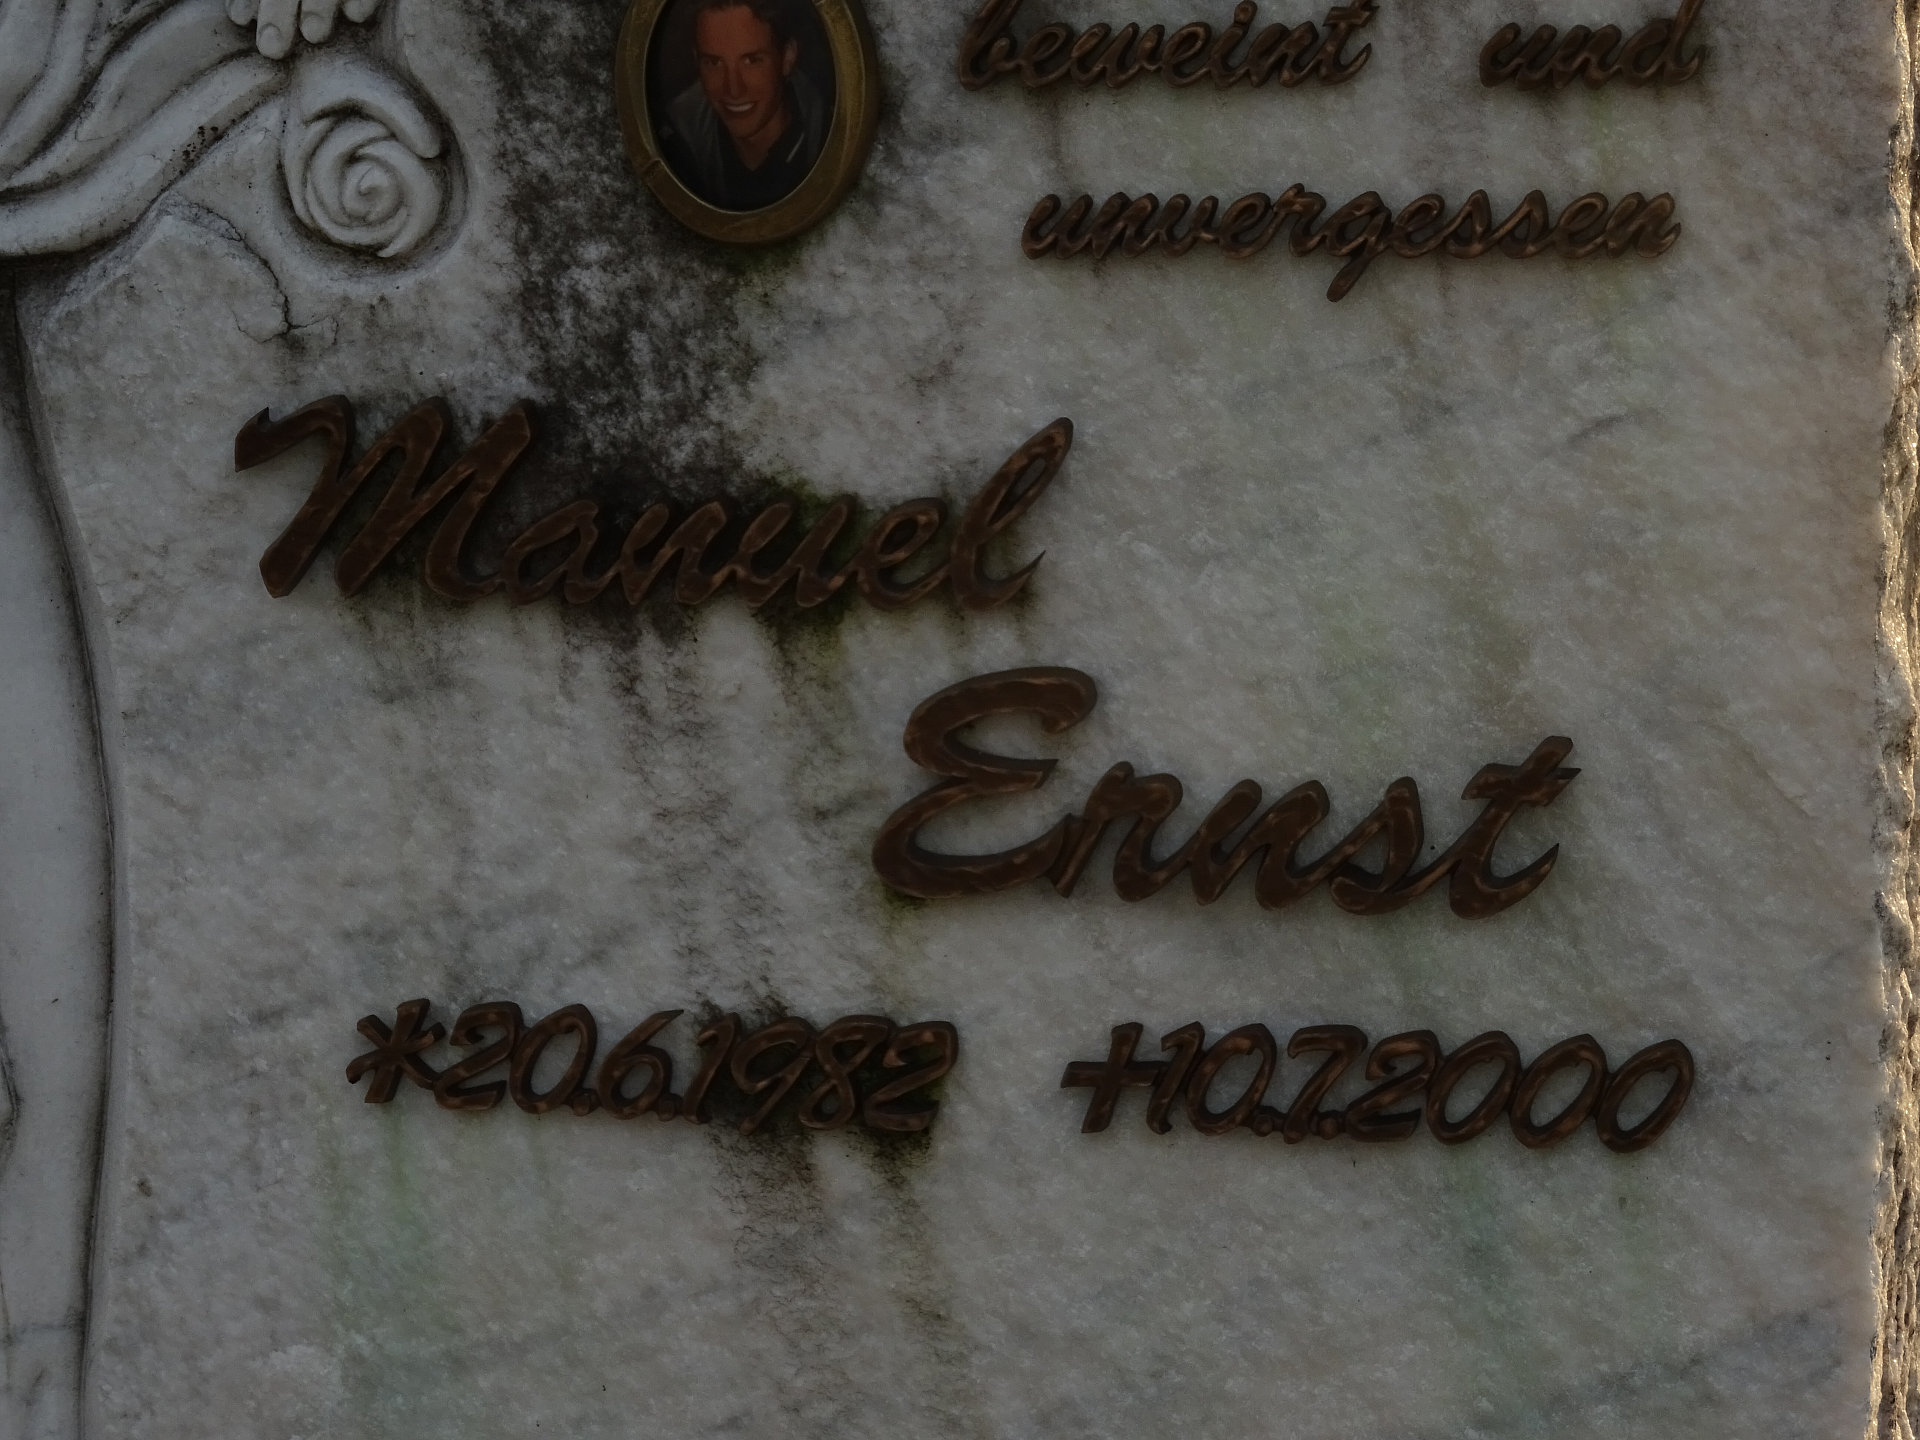 beweint und
unvergessen
Manuel
Ernst
*20.6.1982 +10.7.2000